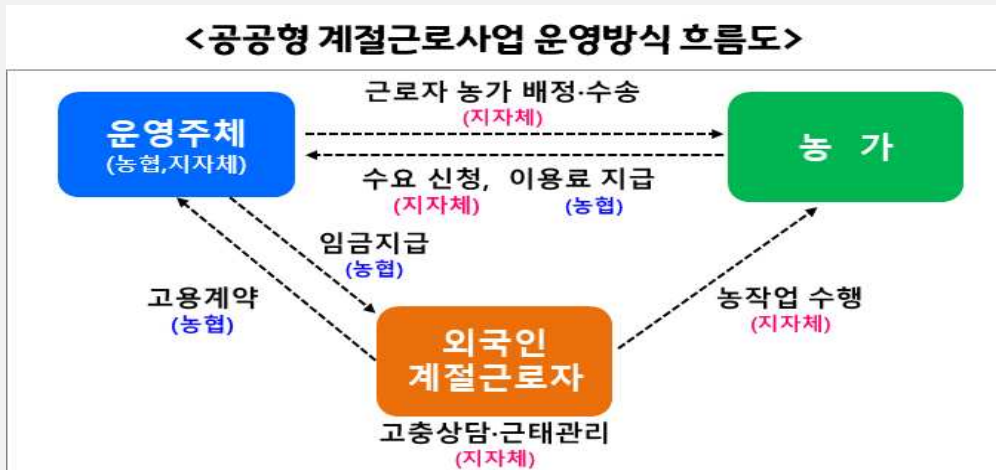 <공공형 계절근로사업 운영방식 흐름도>
근로자 농가 배정·수송
(지자체)
운영주체
(농협,지자체)
농 가
수요 신청, 이용료 지급
(지자체) (농협)
임금지급
(농협)
고용계약
(농협)
농작업 수행
(지자체)
외국인
계절근로자
고충상담·근태관리
(지자체)